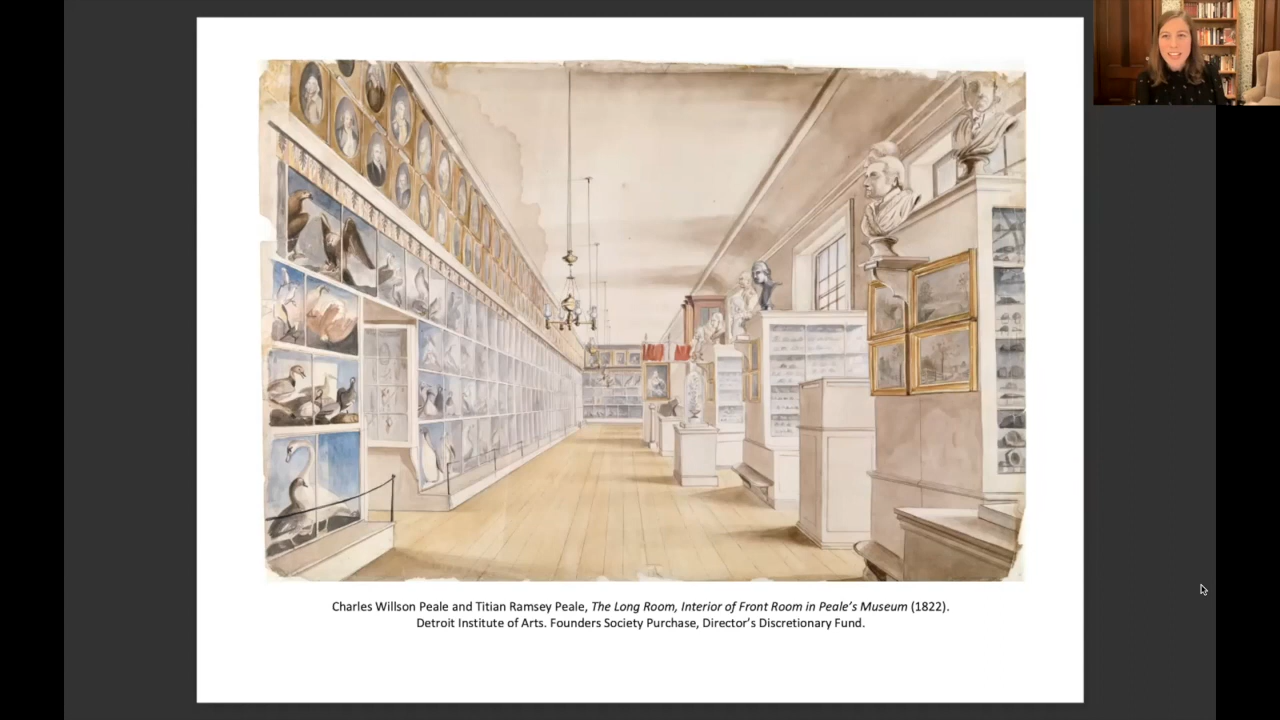 Charles Willson Peale and Titian Ramsey Peale, The Long Room, Interior of Front Room in Peale’s Museum (1822).
Detroit Institute of Arts. Founders Society Purchase, Director’s Discretionary Fund.